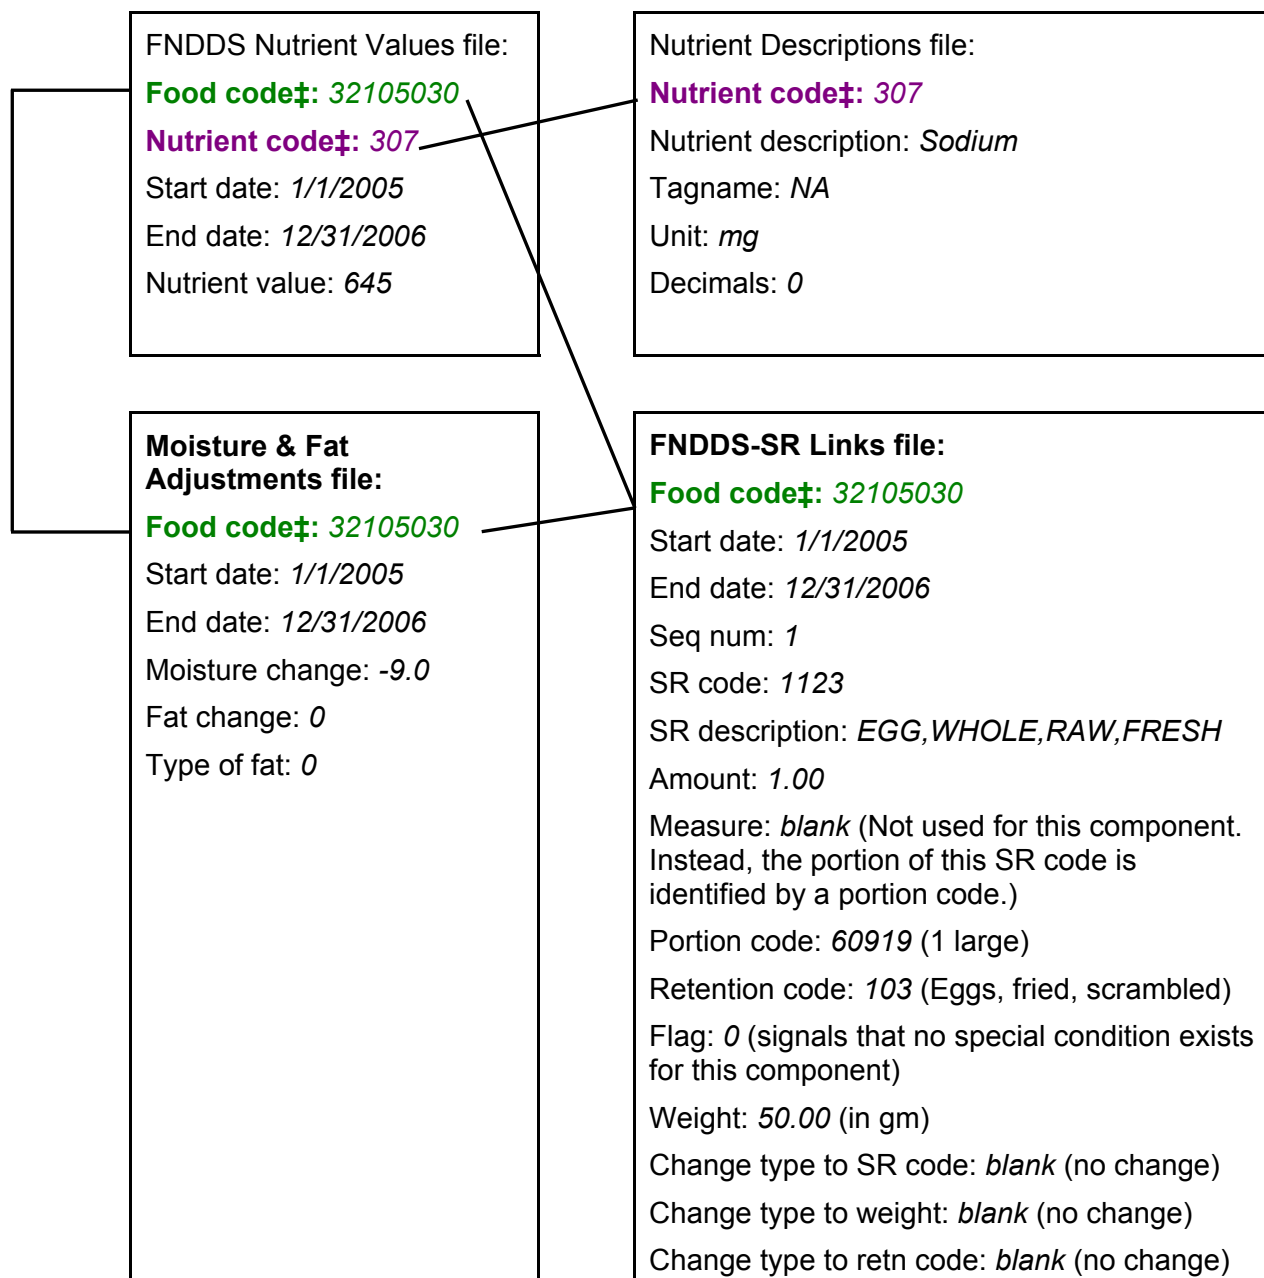 FNDDS Nutrient Values file:
Food code‡: 32105030
Nutrient code‡: 307
Start date: 1/1/2005
End date: 12/31/2006
Nutrient value: 645
Nutrient Descriptions file:
Nutrient code‡: 307
Nutrient description: Sodium
Tagname: NA
Unit: mg
Decimals: 0
Moisture & Fat
Adjustments file:
Food code‡: 32105030
Start date: 1/1/2005
End date: 12/31/2006
Moisture change: -9.0
Fat change: 0
Type of fat: 0
FNDDS-SR Links file:
Food code‡: 32105030
Start date: 1/1/2005
End date: 12/31/2006
Seq num: 1
SR code: 1123
SR description: EGG,WHOLE,RAW,FRESH
Amount: 1.00
Measure: blank (Not used for this component.
Instead, the portion of this SR code is
identified by a portion code.)
Portion code: 60919 (1 large)
Retention code: 103 (Eggs, fried, scrambled)
Flag: 0 (signals that no special condition exists
for this component)
Weight: 50.00 (in gm)
Change type to SR code: blank (no change)
Change type to weight: blank (no change)
Change type to retn code: blank (no change)